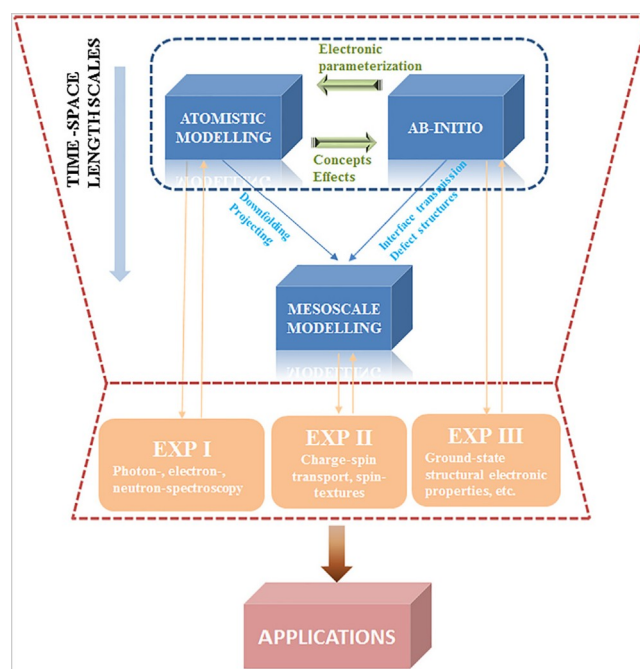 TIME -SPACE
LENGTH SCALES
Electronic
parameterization
ATOMISTIC
MODELLING
AB-INITIO
Concepts
Effects
MODELLING
Downfolding
Projecting
Interface transmission
Defect structures
MESOSCALE
MODELLING
MODELLING
EXP I
Photon-, electron-,
neutron-spectroscopy
EXP II
Charge-spin
transport, spin-
textures
EXP III
Ground-state
structural electronic
properties, etc.
APPLICATIONS